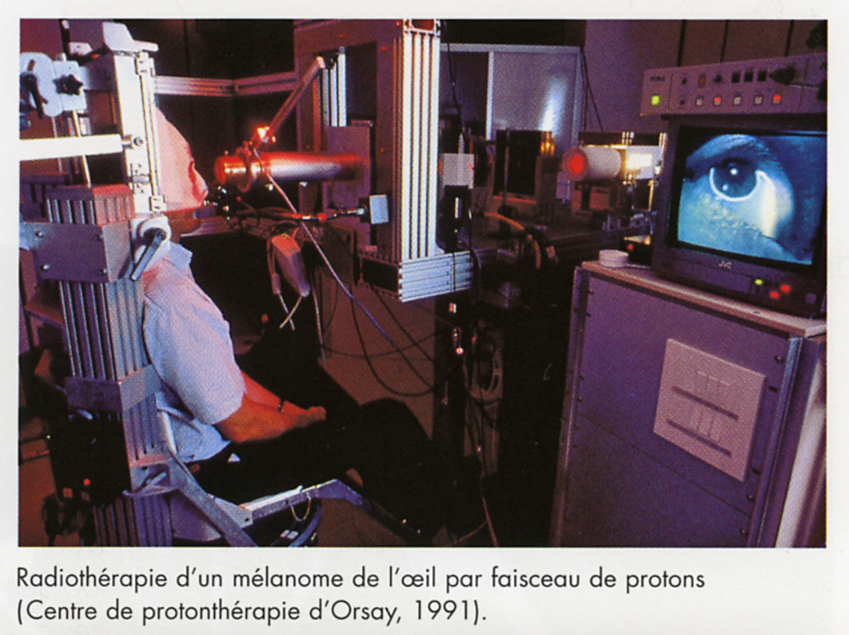 JVC
Radiothérapie d'un mélanome de l'œil par faisceau de protons
(Centre de protonthérapie d'Orsay, 1991).